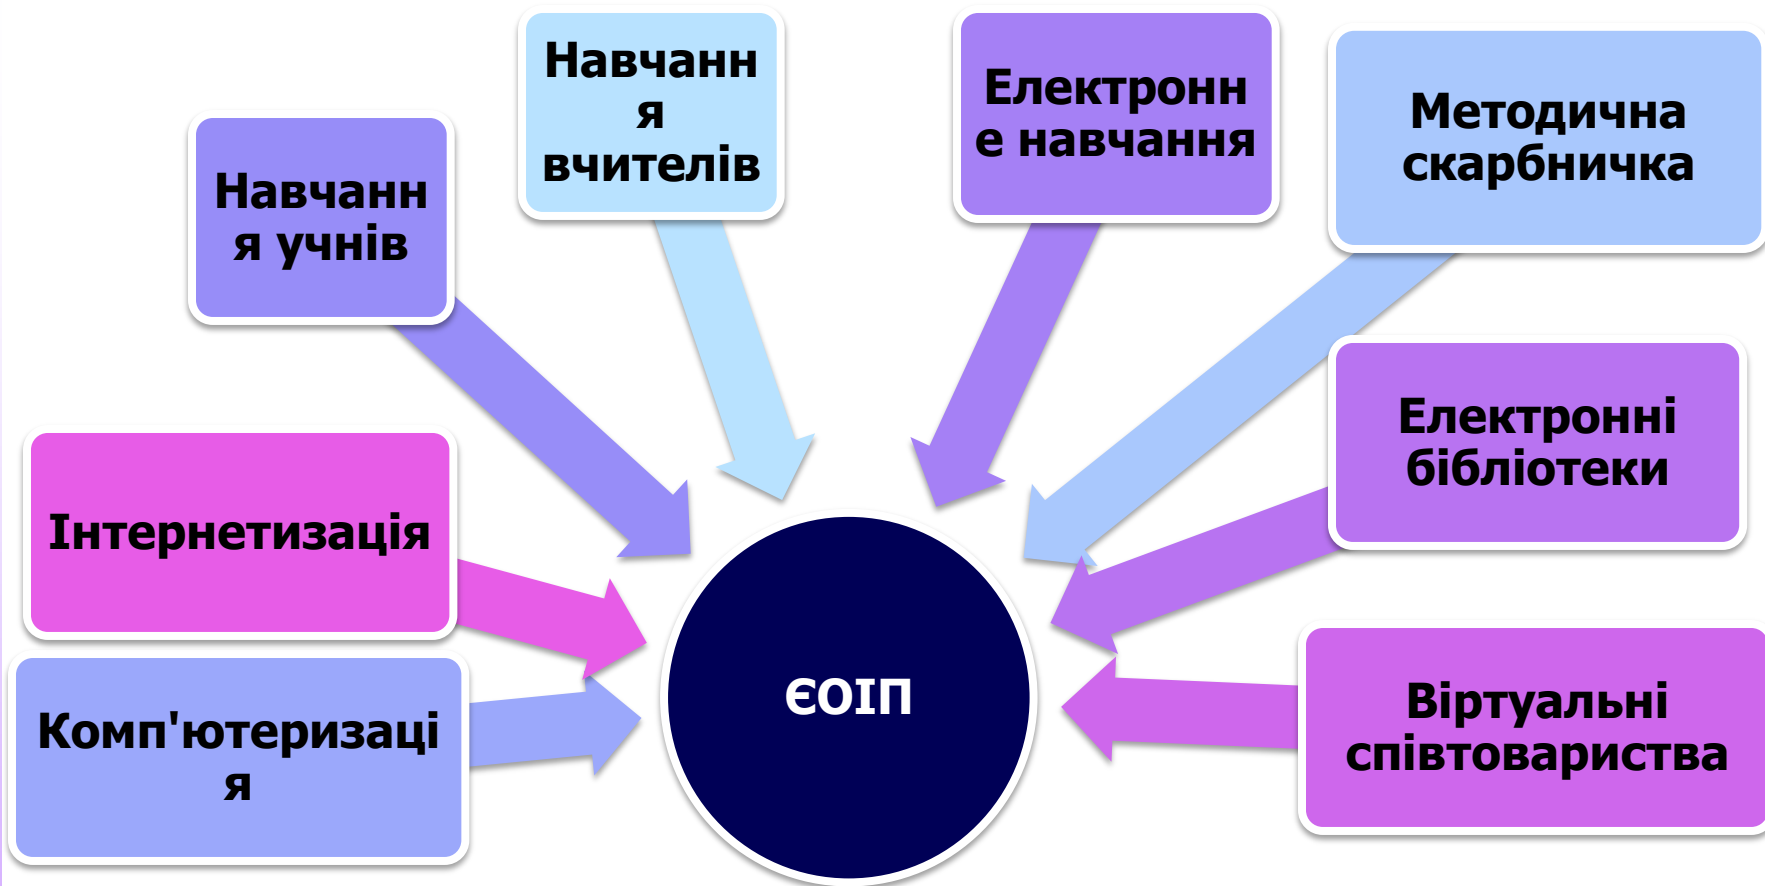 Навчанн
я
вчителів
Електронн
е навчання
Методична
скарбничка
Навчанн
я учнів
Електронні
бібліотеки
Інтернетизація
Комп'ютеризаці
я
ЄОІП
Віртуальні
співтовариства